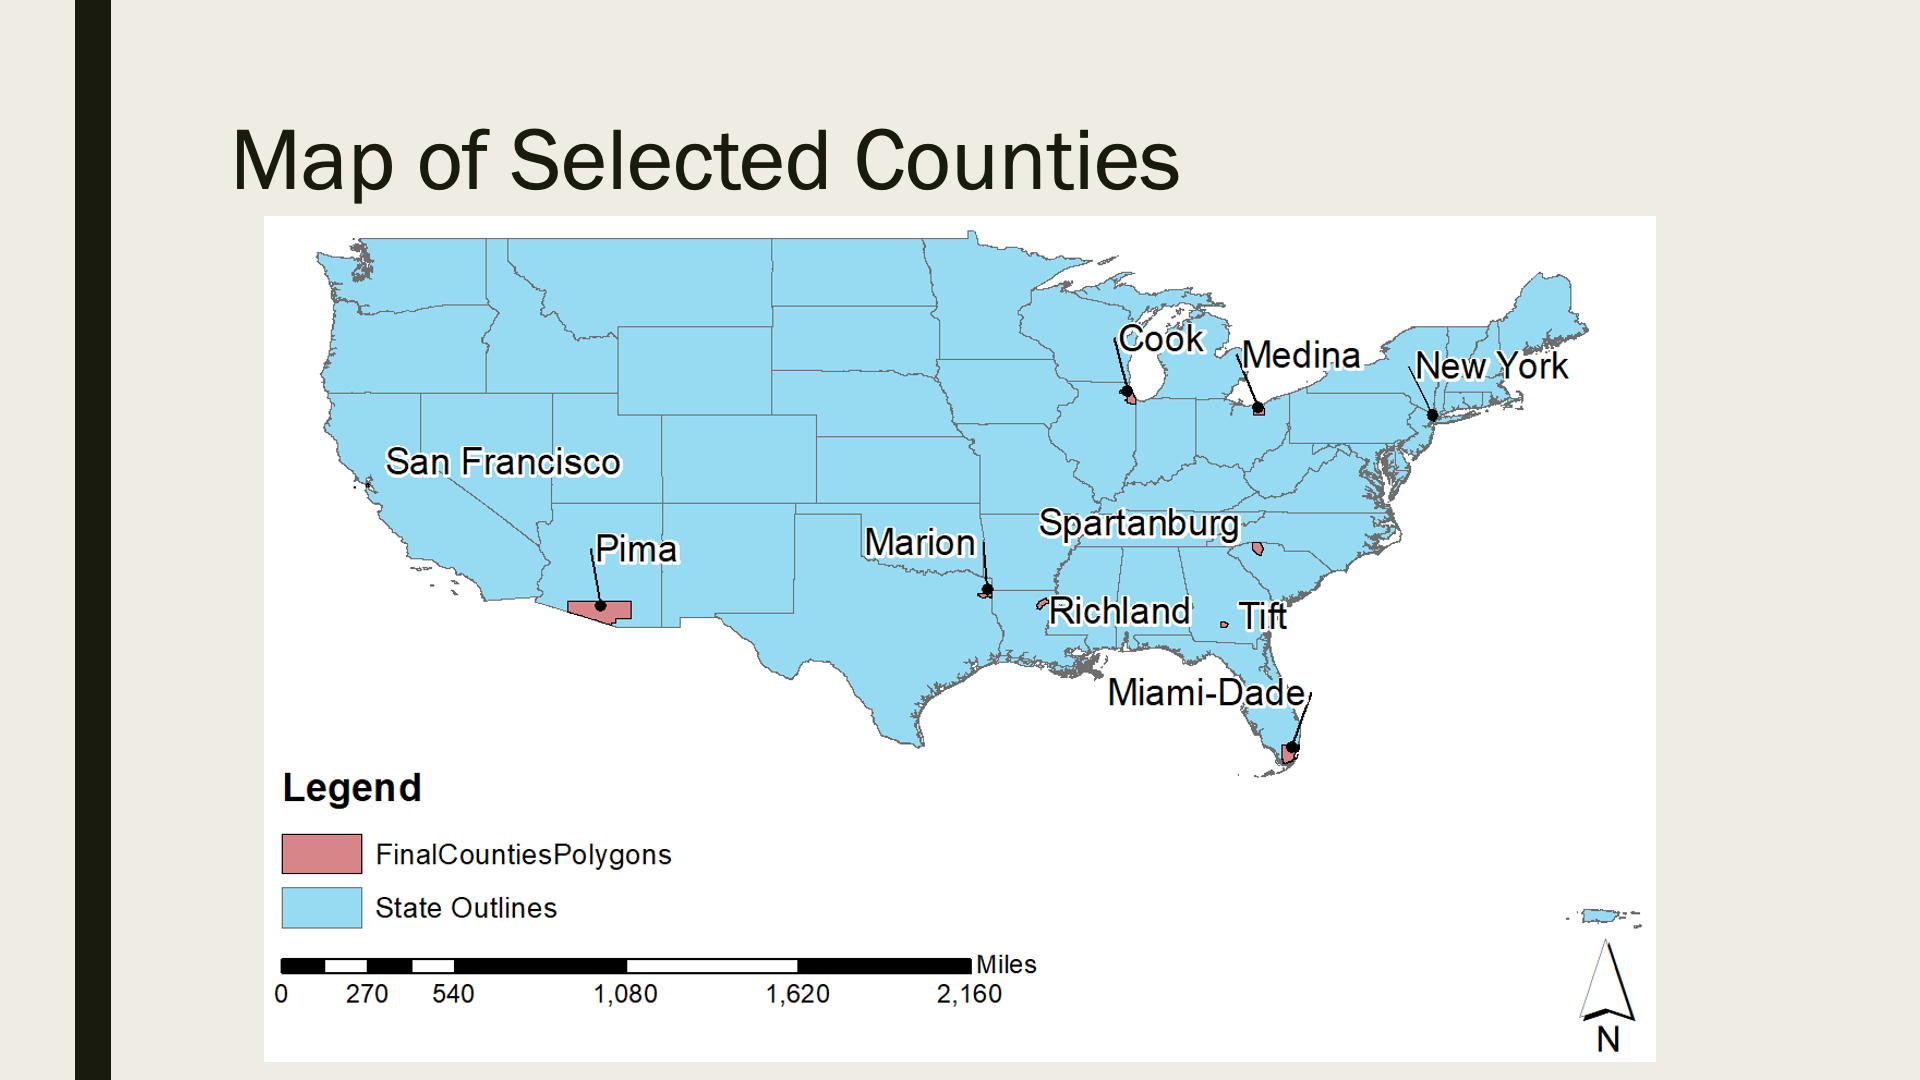 Map of Selected Counties
Cook
Medina
New York
San Francisco
Spartanburg
Marion
Pima
Richland
Tift
Miami-Dade
Legend
FinalCountiesPolygons
State Outlines
Miles
0 270 540 1,080 1,620 2,160
N